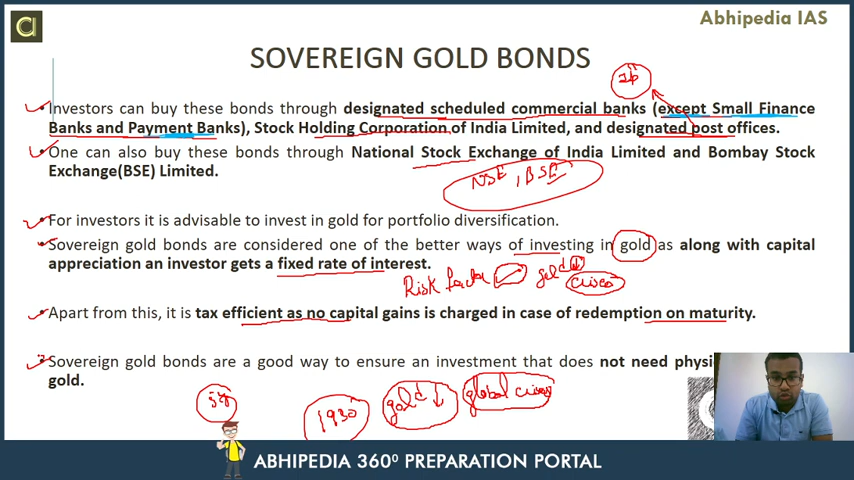 Abhipedia IAS
SOVEREIGN GOLD BONDS
Investors can buy these bonds through designated scheduled commercial banks (except Small Finance
Banks and Payment Banks), Stock Holding Corporation of India Limited, and designated post offices.
One can also buy these bonds through National Stock Exchange of India Limited and Bombay Stock
Exchange(BSE) Limited.
NSE, BSE
For investors it is advisable to invest in gold for portfolio diversification.
Sovereign gold bonds are considered one of the better ways of investing in gold as along with capital
appreciation an investor gets a fixed rate of interest.
Risk factor gold ↓
crises
Apart from this, it is tax efficient as no capital gains is charged in case of redemption on maturity.
Sovereign gold bonds are a good way to ensure an investment that does not need physi
gold.
1930 gold ↓ global crises
ABHIPEDIA 360⁰ PREPARATION PORTAL